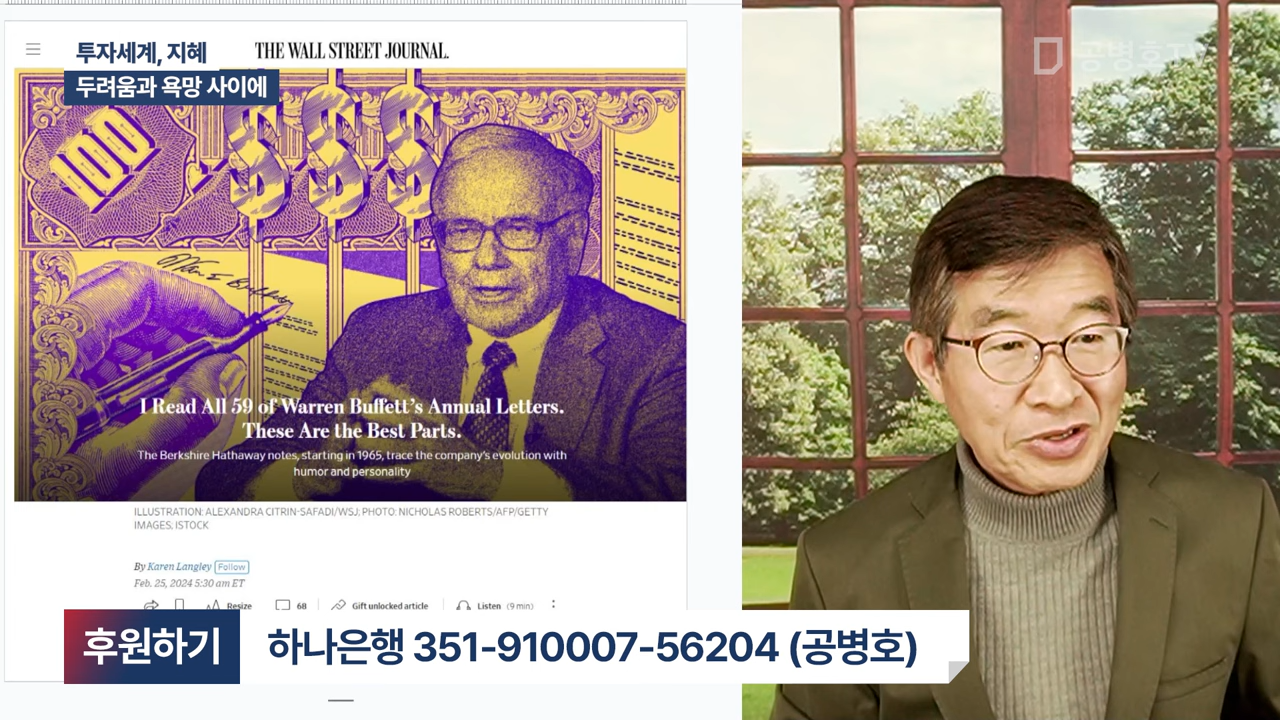 투자세계, 지혜
두려움과 욕망 사이에
THE WALL STREET JOURNAL.
공병호TV
100
I Read All 59 of Warren Buffett's Annual Letters.
These Are the Best Parts.
The Berkshire Hathaway notes, starting in 1965, trace the company's evolution with
humor and personality
ILLUSTRATION: ALEXANDRA CITRIN-SAFADI/WSJ; PHOTO: NICHOLAS ROBERTS/AFP/GETTY
IMAGES, ISTOCK
By Karen Langley Follow
Feb. 25, 2024 5:30 am ET
Resize 68 Gift unlocked article Listen (9 min)
후원하기 하나은행 351-910007-56204 (공병호)